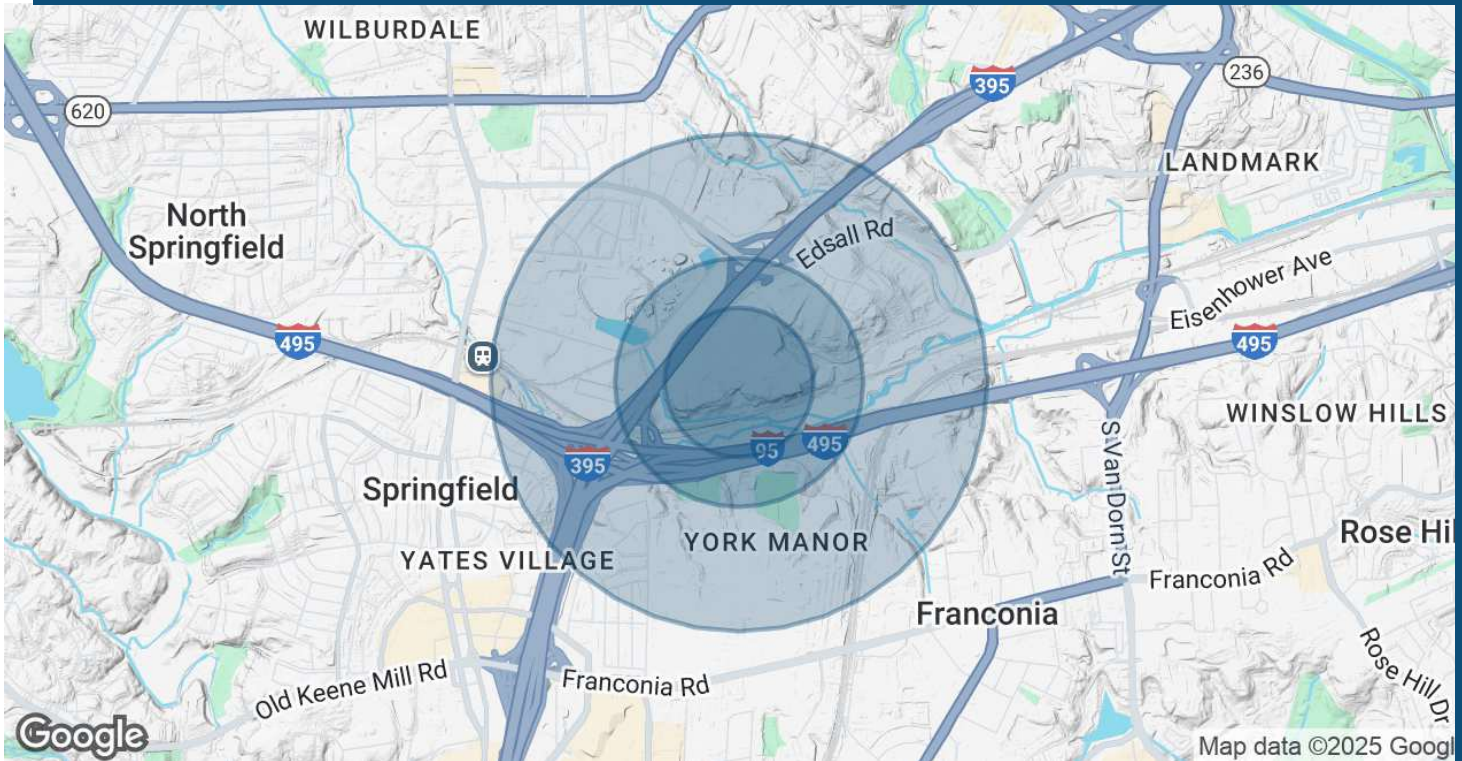 WILBURDALE
395
236
620
LANDMARK
North
Springfield
Edsall Rd
Eisenhower Ave
495
495
WINSLOW HILLS
95
495
395
S Van Dorn St
Springfield
YORK MANOR
Rose Hil
YATES VILLAGE
Franconia Rd
Franconia
Old Keene Mill Rd
Franconia Rd
Rose Hill Dr
Google
Map data ©2025 Googl